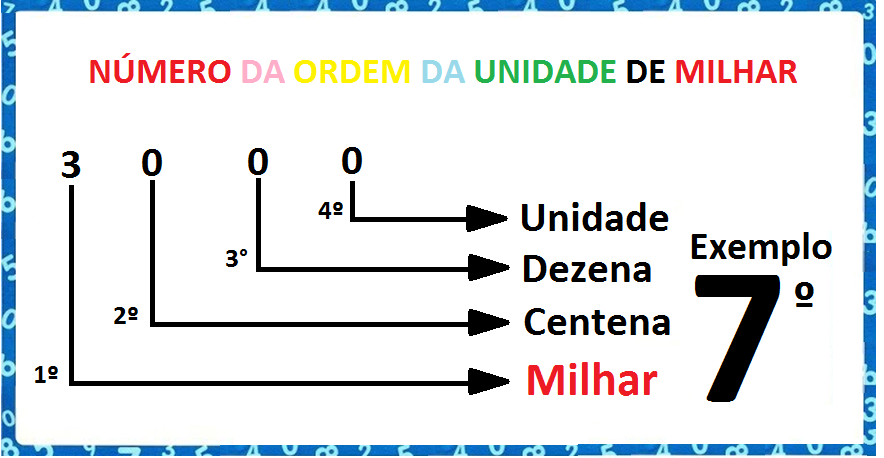 NÚMERO DA ORDEM DA UNIDADE DE MILHAR
3 0 0 0
4º Unidade
3° Dezena
2º Centena
1º Milhar
Exemplo
7º